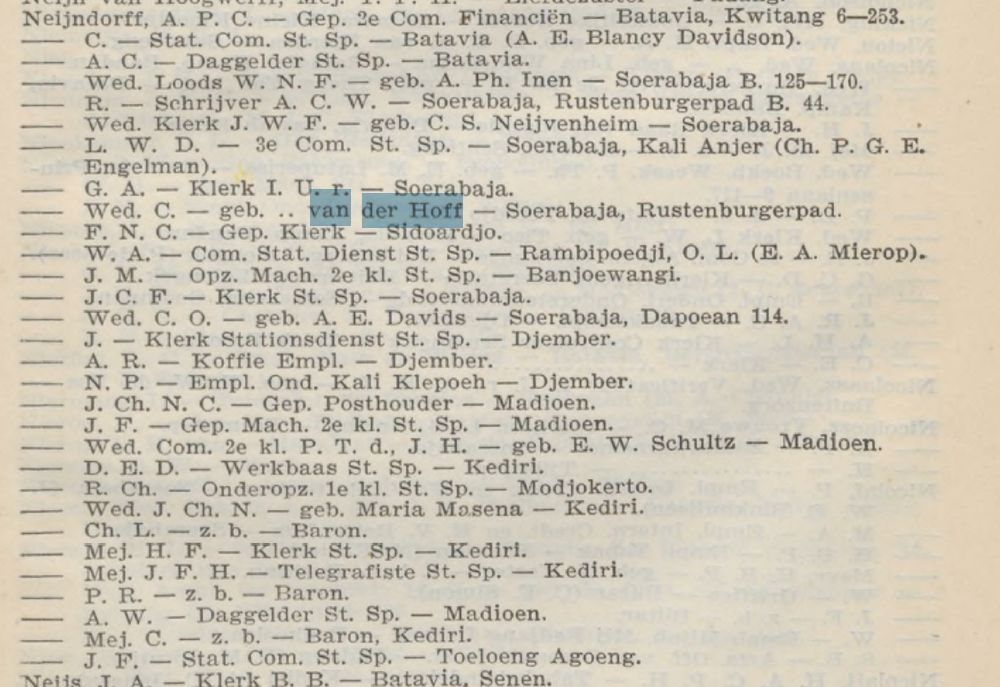 Neijn van Hoogwerff, Mej. T. P. H. — Liefdezuster — Padang.
Neijndorff, A. P. C. — Gep. 2e Com. Financiën — Batavia, Kwitang 6—253.
— C. — Stat. Com. St. Sp. — Batavia (A. E. Blancy Davidson).
— A. C. — Daggelder St. Sp. — Batavia.
— Wed. Loods W. N. F. — geb. A. Ph. Inen — Soerabaja B. 125—170.
— R. — Schrijver A. C. W. — Soerabaja, Rustenburgerpad B. 44.
— Wed. Klerk J. W. F. — geb. C. S. Neijvenheim — Soerabaja.
— L. W. D. — 3e Com. St. Sp. — Soerabaja, Kali Anjer (Ch. P. G. E.
Engelman).
— G. A. — Klerk I. U. r. — Soerabaja.
— Wed. C. — geb. .. van der Hoff — Soerabaja, Rustenburgerpad.
— F. N. C. — Gep. Klerk — Sidoardjo.
— W. A. — Com. Stat. Dienst St. Sp. — Rambipoedji, O. L. (E. A. Mierop).
— J. M. — Opz. Mach. 2e kl. St. Sp. — Banjoewangi.
— J. C. F. — Klerk St. Sp. — Soerabaja.
— Wed. C. O. — geb. A. E. Davids — Soerabaja, Dapoean 114.
— J. — Klerk Stationsdienst St. Sp. — Djember.
— A. R. — Koffie Empl. — Djember.
— N. P. — Empl. Ond. Kali Klepoeh — Djember.
— J. Ch. N. C. — Gep. Posthouder — Madioen.
— J. F. — Gep. Mach. 2e kl. St. Sp. — Madioen.
— Wed. Com. 2e kl. P. T. d., J. H. — geb. E. W. Schultz — Madioen.
— D. E. D. — Werkbaas St. Sp. — Kediri.
— R. Ch. — Onderopz. 1e kl. St. Sp. — Modjokerto.
— Wed. J. Ch. N. — geb. Maria Masena — Kediri.
— Ch. L. — z. b. — Baron.
— Mej. H. F. — Klerk St. Sp. — Kediri.
— Mej. J. F. H. — Telegrafiste St. Sp. — Kediri.
— P. R. — z. b. — Baron.
— A. W. — Daggelder St. Sp. — Madioen.
— Mej. C. — z. b. — Baron, Kediri.
— J. F. — Stat. Com. St. Sp. — Toeloeng Agoeng.
Neijs, J. A. — Klerk B. B. — Batavia, Senen.